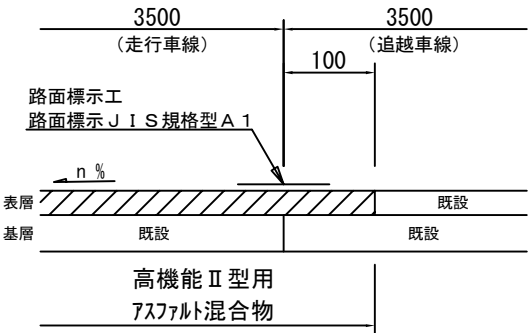 3500
3500
（走行車線）
（追越車線）
100
路面標示工
路面標示ＪＩＳ規格型Ａ１
n %
表層
既設
基層
既設
既設
高機能Ⅱ型用
ｱｽﾌｧﾙﾄ混合物